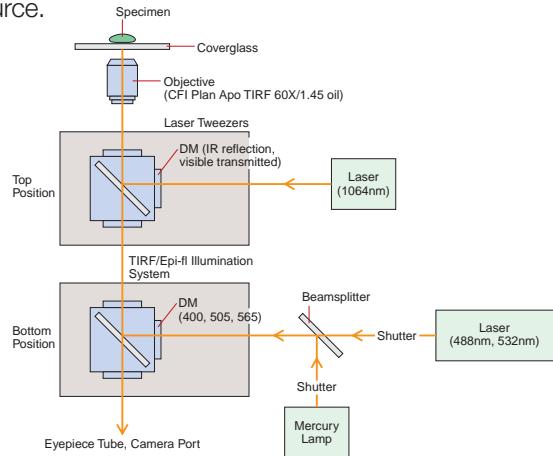 urce.
Specimen
Coverglass
Objective
(CFI Plan Apo TIRF 60X/1.45 oil)
Laser Tweezers
DM (IR reflection,
visible transmitted)
Top
Position
Laser
(1064nm)
TIRF/Epi-fl Illumination
System
DM
(400, 505, 565)
Beamsplitter
Bottom
Position
Shutter
Laser
(488nm, 532nm)
Shutter
Mercury
Lamp
Eyepiece Tube, Camera Port